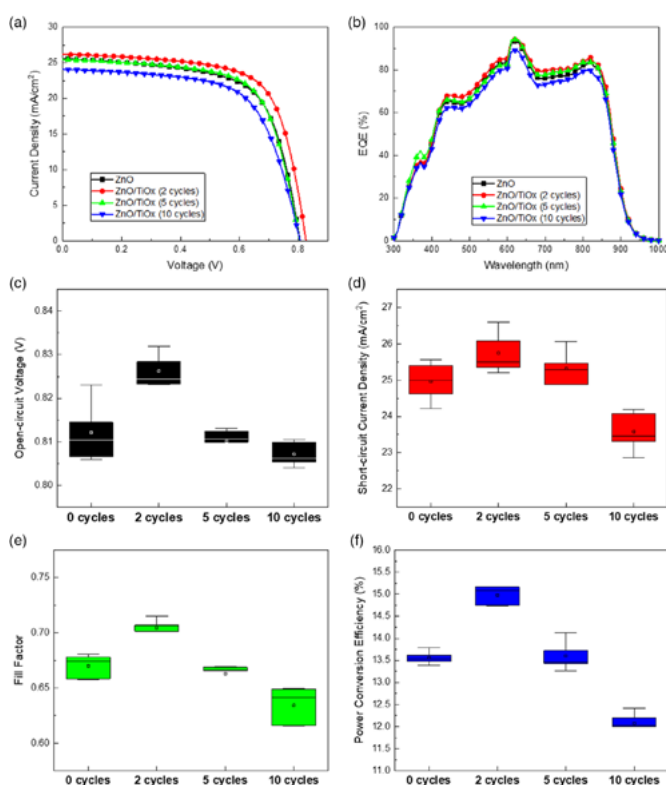 (a)
30
25
20
15
10
5
0
0.0 0.2 0.4 0.6 0.8
Current Density (mA/cm²)
Voltage (V)
ZnO
ZnO/TiOx (2 cycles)
ZnO/TiOx (5 cycles)
ZnO/TiOx (10 cycles)
(b)
100
80
60
40
20
0
300 400 500 600 700 800 900 1000
EQE (%)
Wavelength (nm)
ZnO
ZnO/TiOx (2 cycles)
ZnO/TiOx (5 cycles)
ZnO/TiOx (10 cycles)
(c)
0.84
0.83
0.82
0.81
0.80
Open-circuit Voltage (V)
0 cycles 2 cycles 5 cycles 10 cycles
(d)
27
26
25
24
23
22
Short-circuit Current Density (mA/cm²)
0 cycles 2 cycles 5 cycles 10 cycles
(e)
0.75
0.70
0.65
0.60
Fill Factor
0 cycles 2 cycles 5 cycles 10 cycles
(f)
16.0
15.5
15.0
14.5
14.0
13.5
13.0
12.5
12.0
11.5
11.0
Power Conversion Efficiency (%)
0 cycles 2 cycles 5 cycles 10 cycles